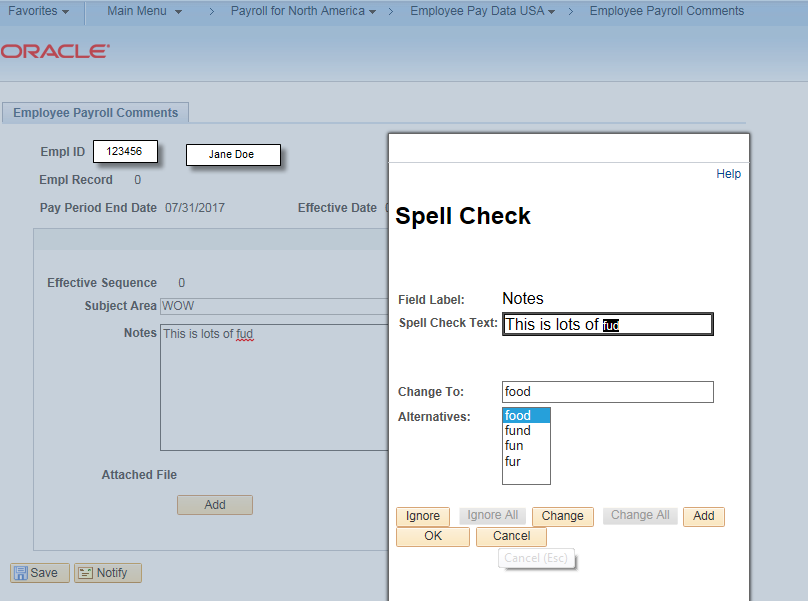 Favorites Main Menu > Payroll for North America > Employee Pay Data USA > Employee Payroll Comments
ORACLE
Employee Payroll Comments
Empl ID 123456 Jane Doe
Empl Record 0
Pay Period End Date 07/31/2017 Effective Date
Effective Sequence 0
Subject Area WOW
Notes This is lots of fud
Attached File
Add
Save Notify
Help
Spell Check
Field Label: Notes
Spell Check Text: This is lots of fud
Change To: food
Alternatives: food
fund
fun
fur
Ignore Ignore All Change Change All Add
OK Cancel
Cancel (Esc)